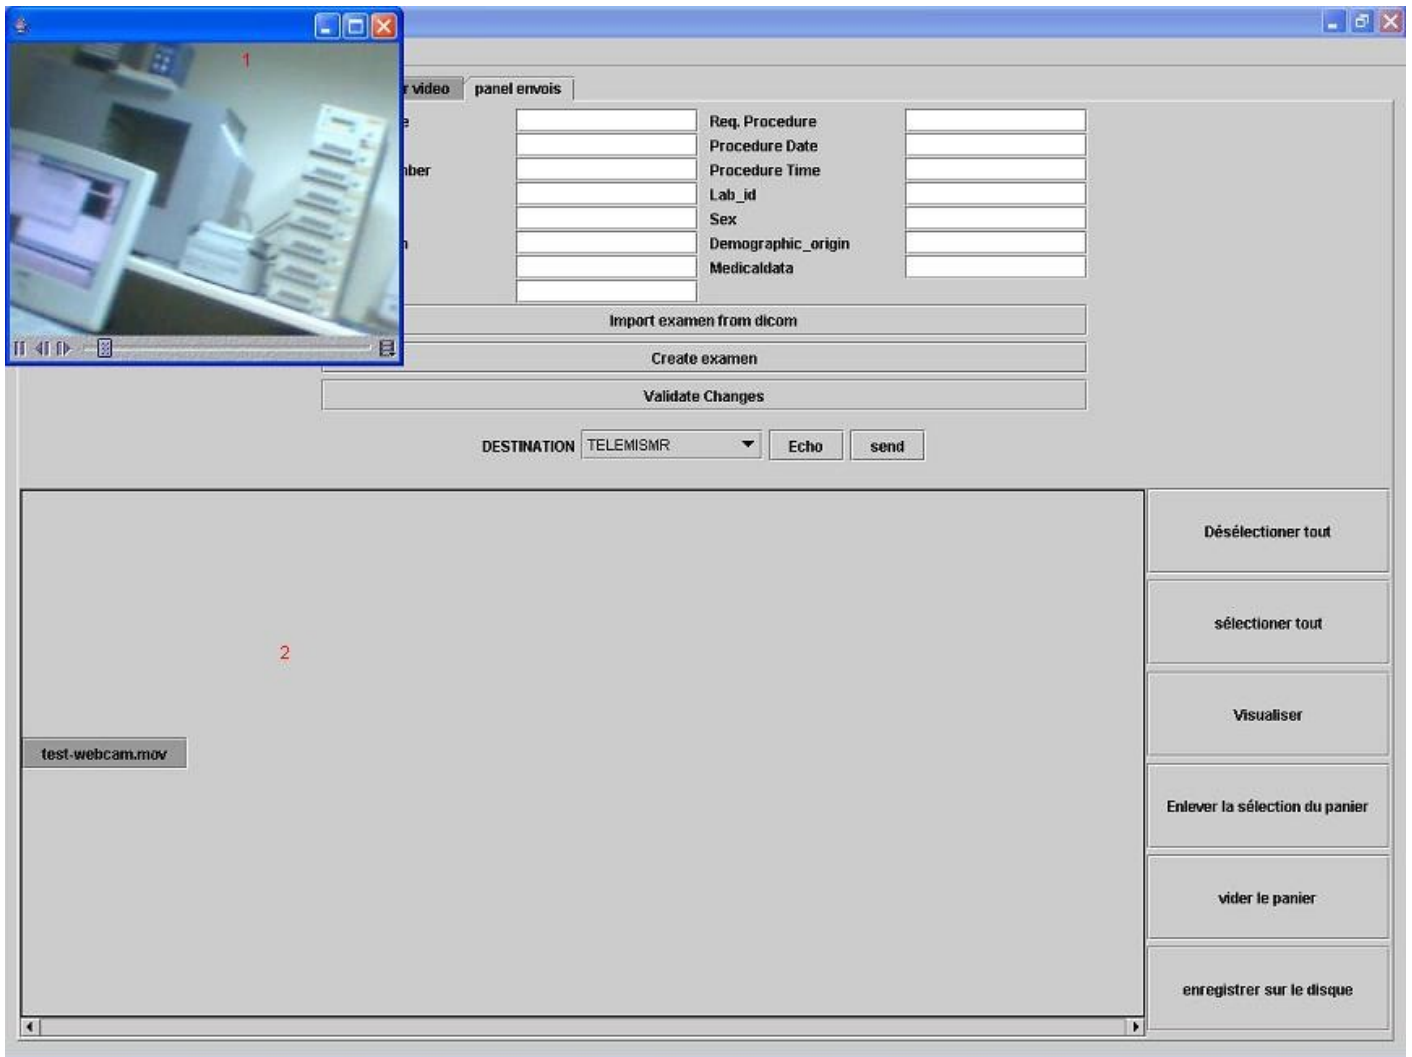 1
r video
panel envois
e
Req. Procedure
Procedure Date
nber
Procedure Time
Lab_id
Sex
n
Demographic_origin
Medicaldata
Import examen from dicom
Create examen
Validate Changes
DESTINATION TELEMISMR Echo send
Désélectioner tout
sélectioner tout
2
Visualiser
test-webcam.mov
Enlever la sélection du panier
vider le panier
enregistrer sur le disque